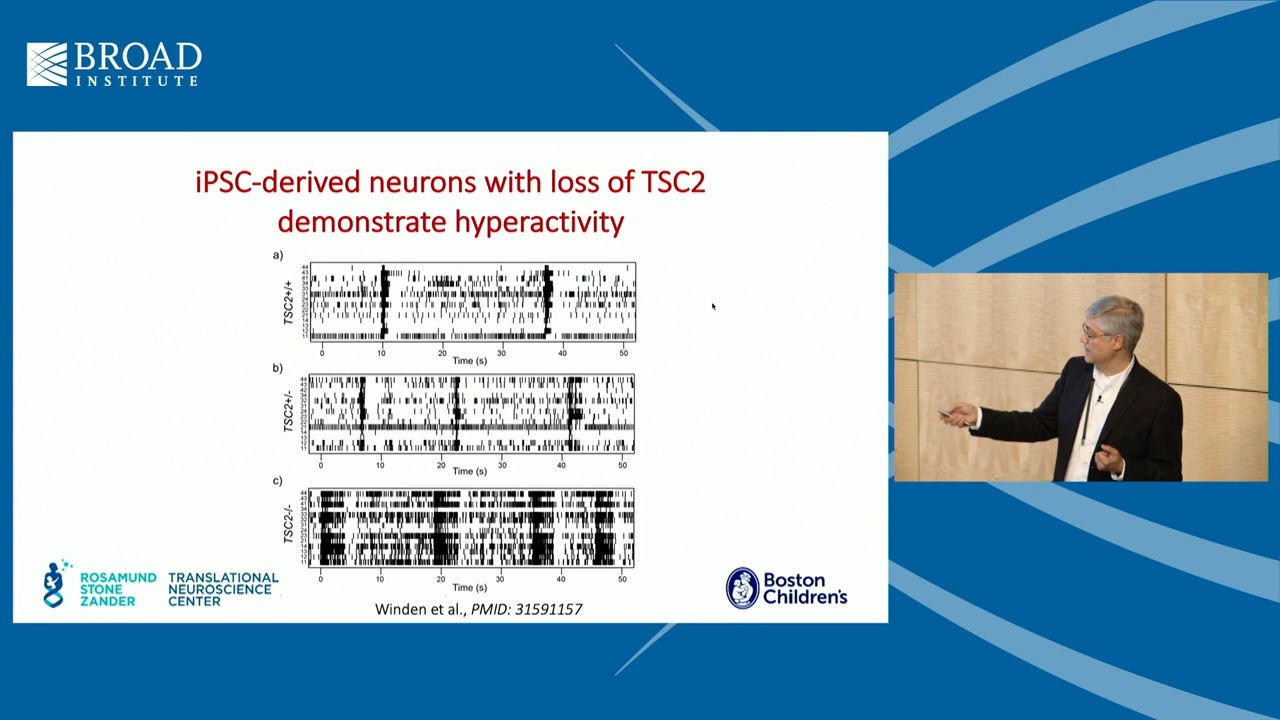 BROAD
INSTITUTE
iPSC-derived neurons with loss of TSC2
demonstrate hyperactivity
a)
TSC2+/+
0 10 20 30 40 50
Time (s)
b)
TSC2+/-
0 10 20 30 40 50
Time (s)
c)
TSC2-/-
0 10 20 30 40 50
Time (s)
ROSAMUND
STONE
ZANDER
TRANSLATIONAL
NEUROSCIENCE
CENTER
Winden et al., PMID: 31591157
Boston
Children's